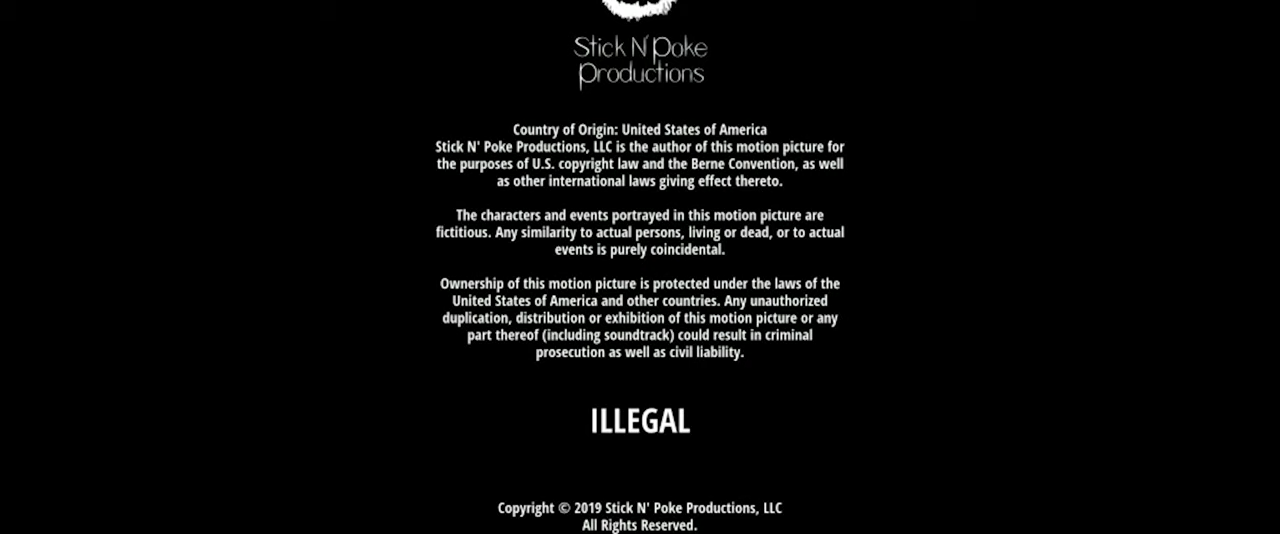 Stick N' Poke
Productions
Country of Origin: United States of America
Stick N' Poke Productions, LLC is the author of this motion picture for
the purposes of U.S. copyright law and the Berne Convention, as well
as other international laws giving effect thereto.
The characters and events portrayed in this motion picture are
fictitious. Any similarity to actual persons, living or dead, or to actual
events is purely coincidental.
Ownership of this motion picture is protected under the laws of the
United States of America and other countries. Any unauthorized
duplication, distribution or exhibition of this motion picture or any
part thereof (including soundtrack) could result in criminal
prosecution as well as civil liability.
ILLEGAL
Copyright © 2019 Stick N' Poke Productions, LLC
All Rights Reserved.